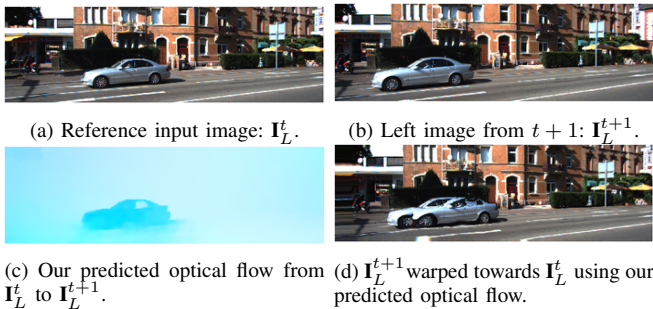 (a) Reference input image: I_L^t.
(b) Left image from t + 1: I_L^{t+1}.
(c) Our predicted optical flow from
I_L^t to I_L^{t+1}.
(d) I_L^{t+1} warped towards I_L^t using our
predicted optical flow.